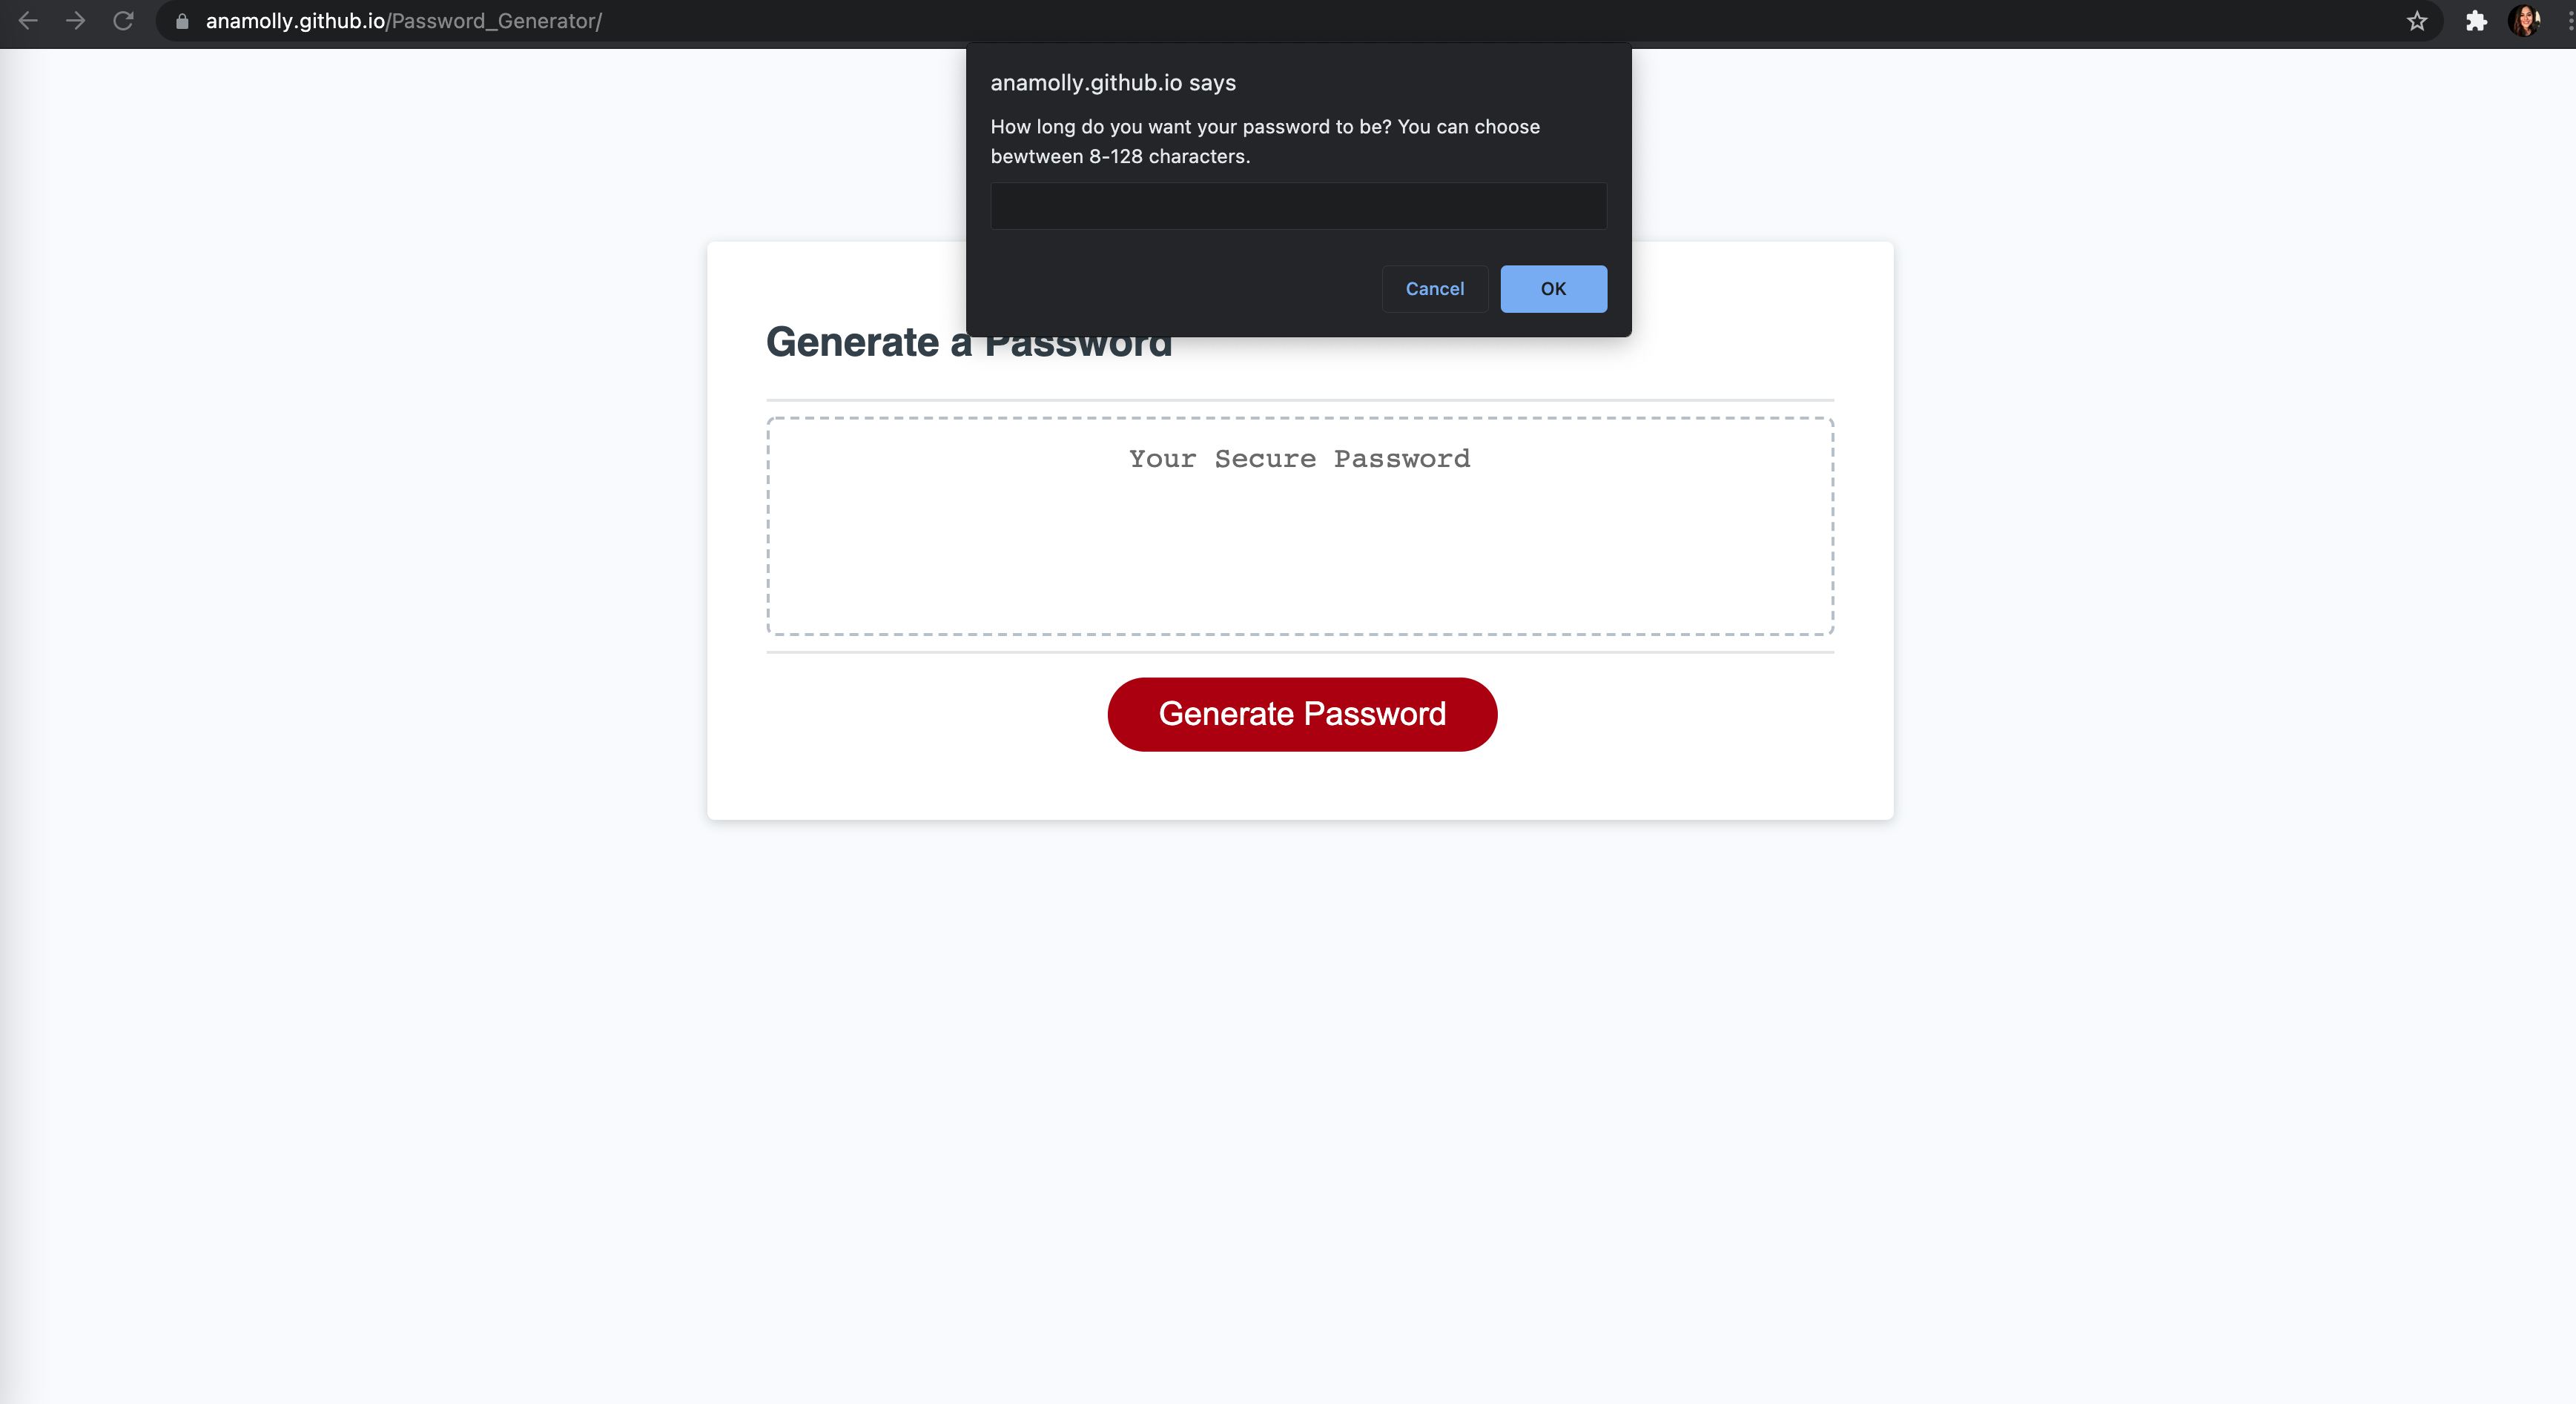 anamolly.github.io/Password_Generator/
anamolly.github.io says
How long do you want your password to be? You can choose
bewtween 8-128 characters.
Cancel
OK
Generate a Password
Your Secure Password
Generate Password